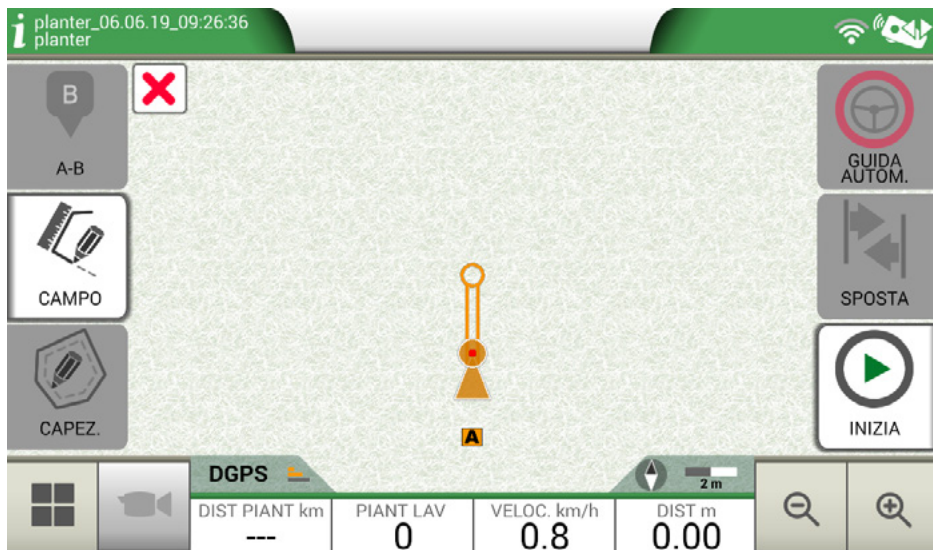 planter_06.06.19_09:26:36
planter
B
A-B
GUIDA
AUTOM.
CAMPO
SPOSTA
CAPEZ.
INIZIA
A
DGPS
2 m
DIST PIANT km
---
PIANT LAV
0
VELOC. km/h
0.8
DIST m
0.00